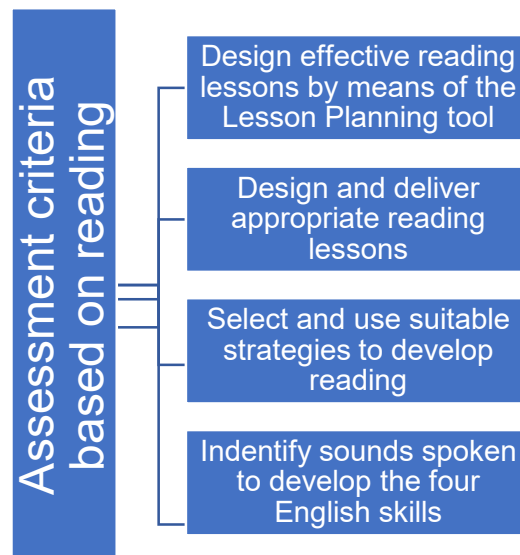 Assessment criteria
based on reading
Design effective reading
lessons by means of the
Lesson Planning tool
Design and deliver
appropriate reading
lessons
Select and use suitable
strategies to develop
reading
Indentify sounds spoken
to develop the four
English skills